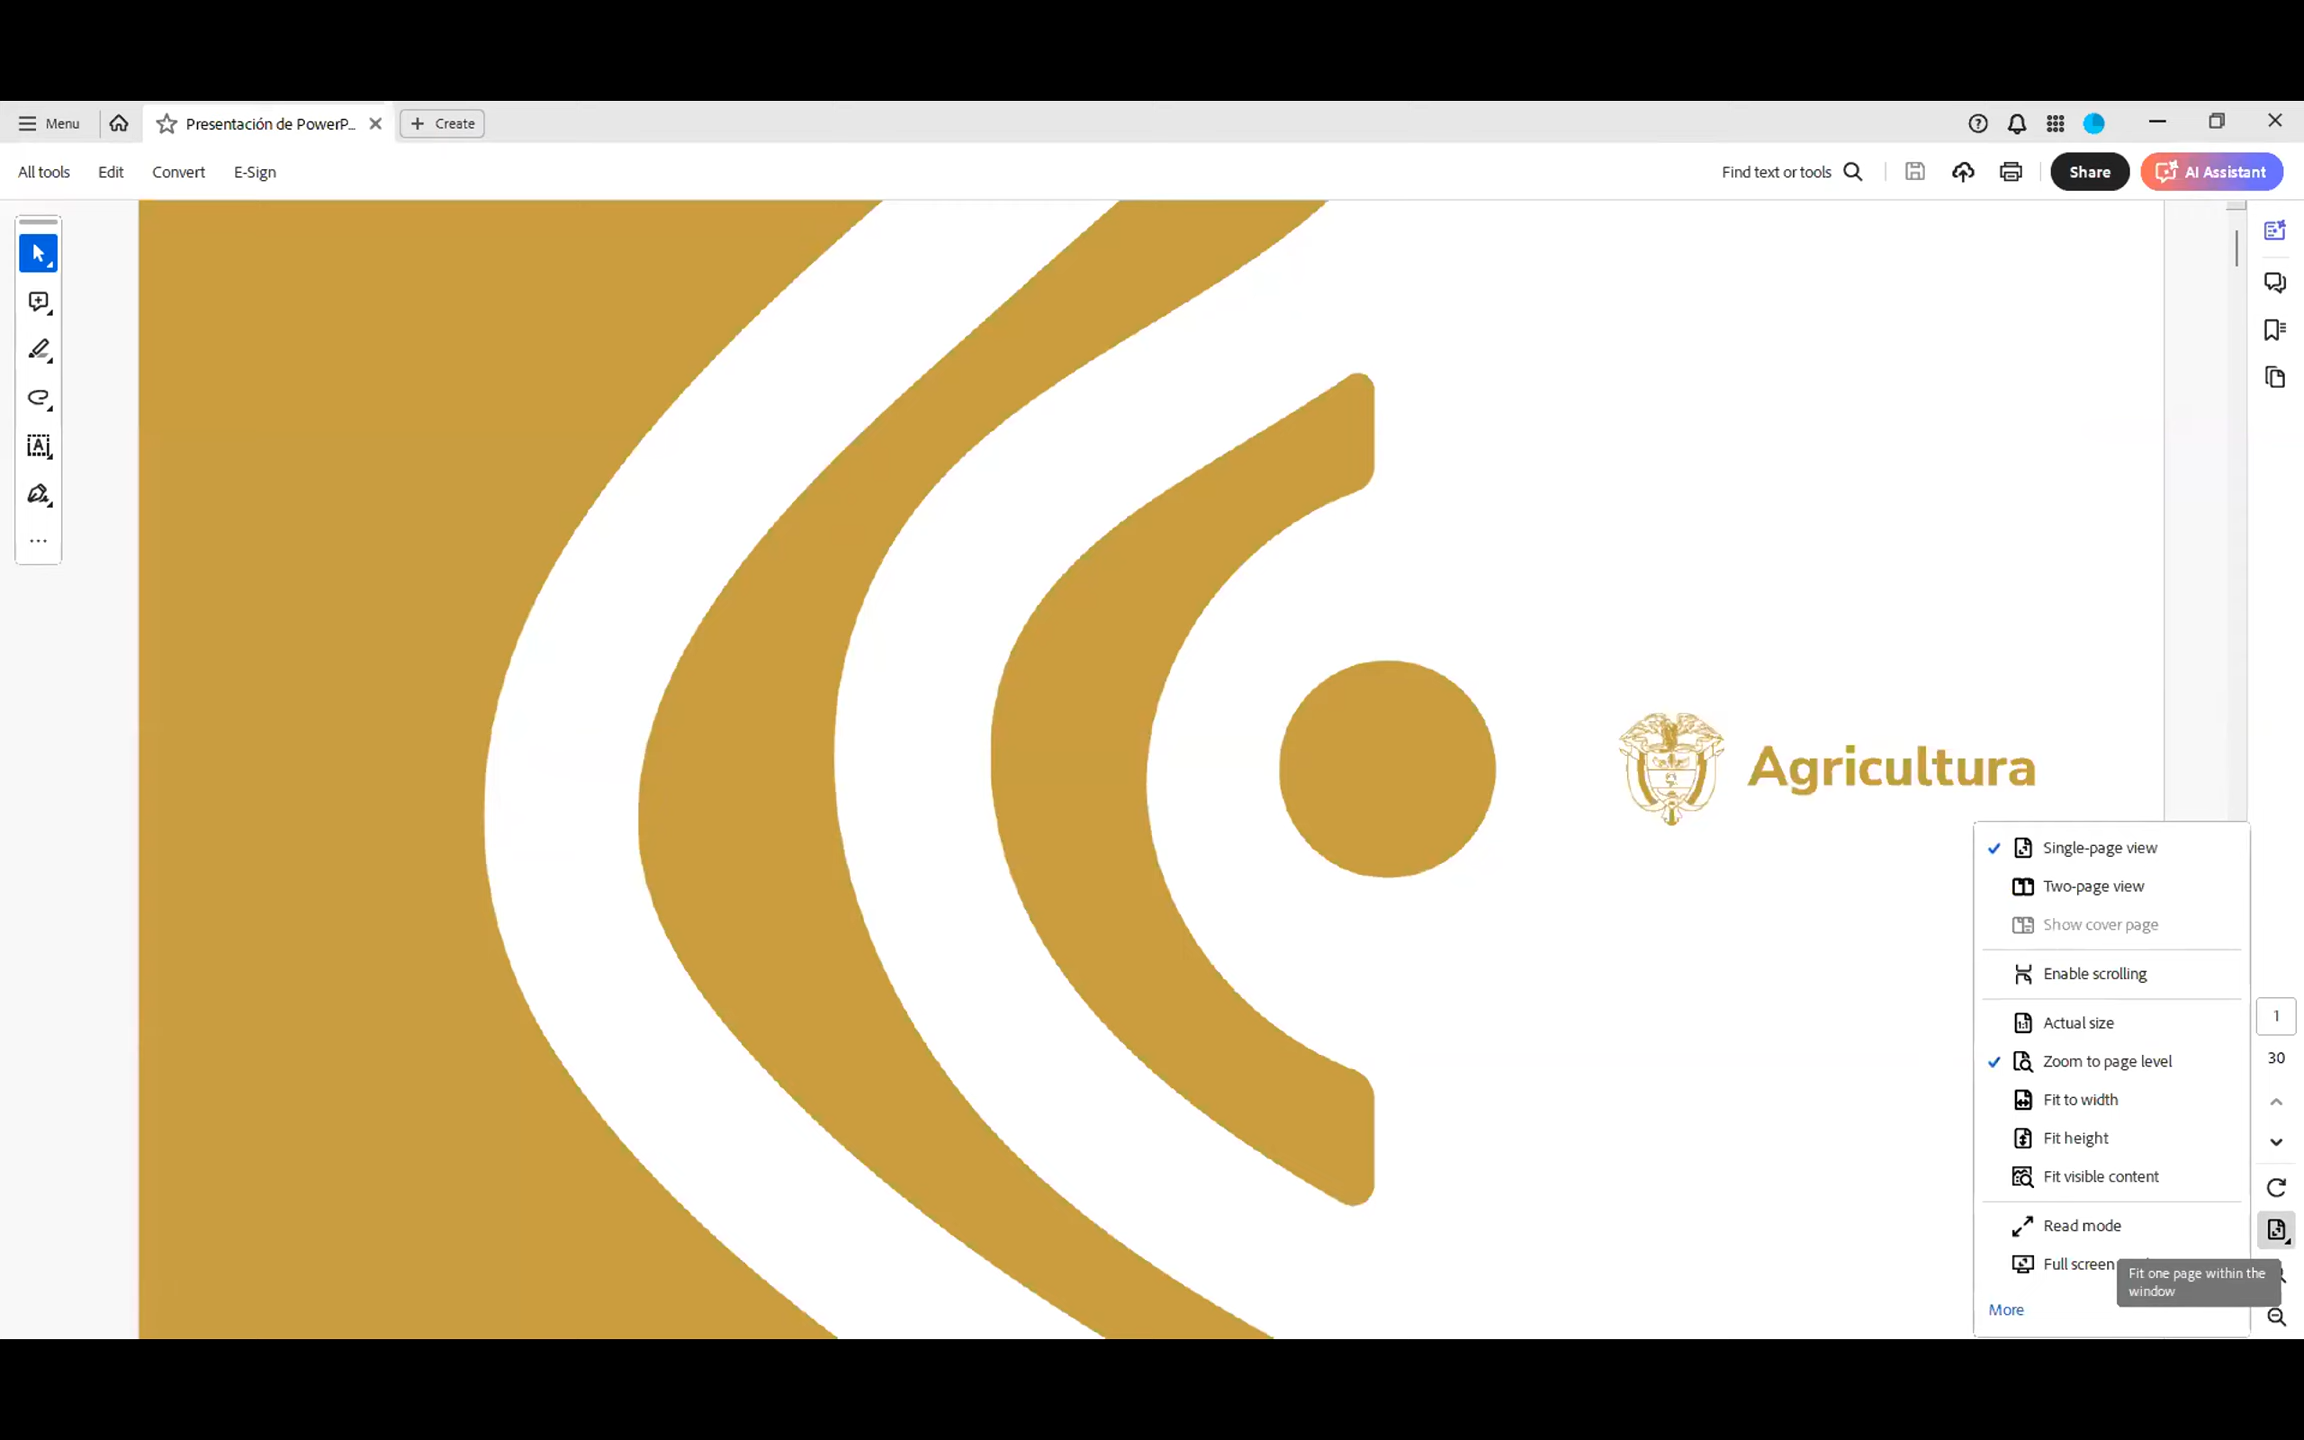 Menu
Presentación de PowerP...
Create
All tools
Edit
Convert
E-Sign
Find text or tools
Share
AI Assistant
Agricultura
Single-page view
Two-page view
Show cover page
Enable scrolling
Actual size
Zoom to page level
Fit to width
Fit height
Fit visible content
Read mode
Full screen
More
Fit one page within the
window
1
30